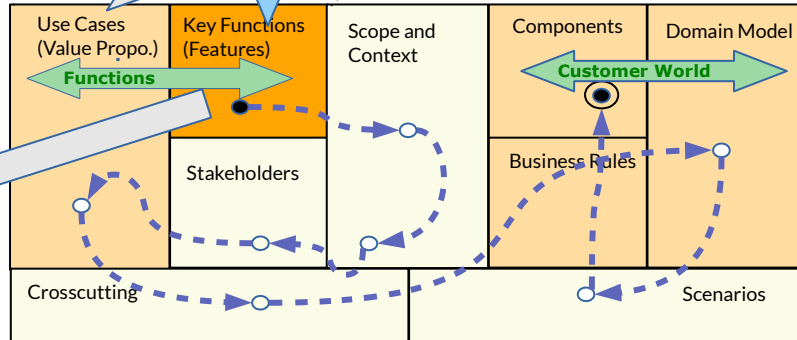 Use Cases
(Value Propo.)
Key Functions
(Features)
Scope and
Context
Components
Domain Model
Functions
Customer World
Stakeholders
Business Rules
Crosscutting
Scenarios